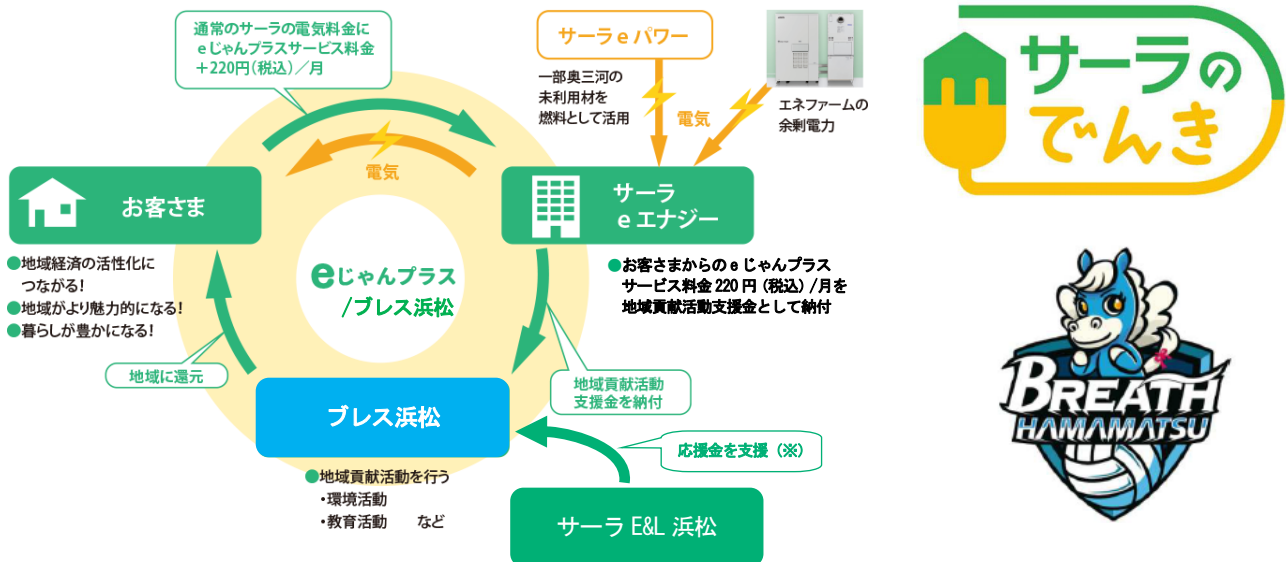 通常のサーラの電気料金に
eじゃんプラスサービス料金
＋220円(税込)／月
サーラeパワー
一部奥三河の
未利用材を
燃料として活用
電気
エネファームの
余剰電力
サーラの
でんき
電気
お客さま
サーラ
eエナジー
●地域経済の活性化に
つながる!
●地域がより魅力的になる!
●暮らしが豊かになる!
eじゃんプラス
/ブレス浜松
●お客さまからのeじゃんプラス
サービス料金220円（税込）/月を
地域貢献活動支援金として納付
地域に還元
地域貢献活動
支援金を納付
ブレス浜松
応援金を支援（※）
●地域貢献活動を行う
・環境活動
・教育活動　など
サーラ E&L 浜松
BREATH
HAMAMATSU